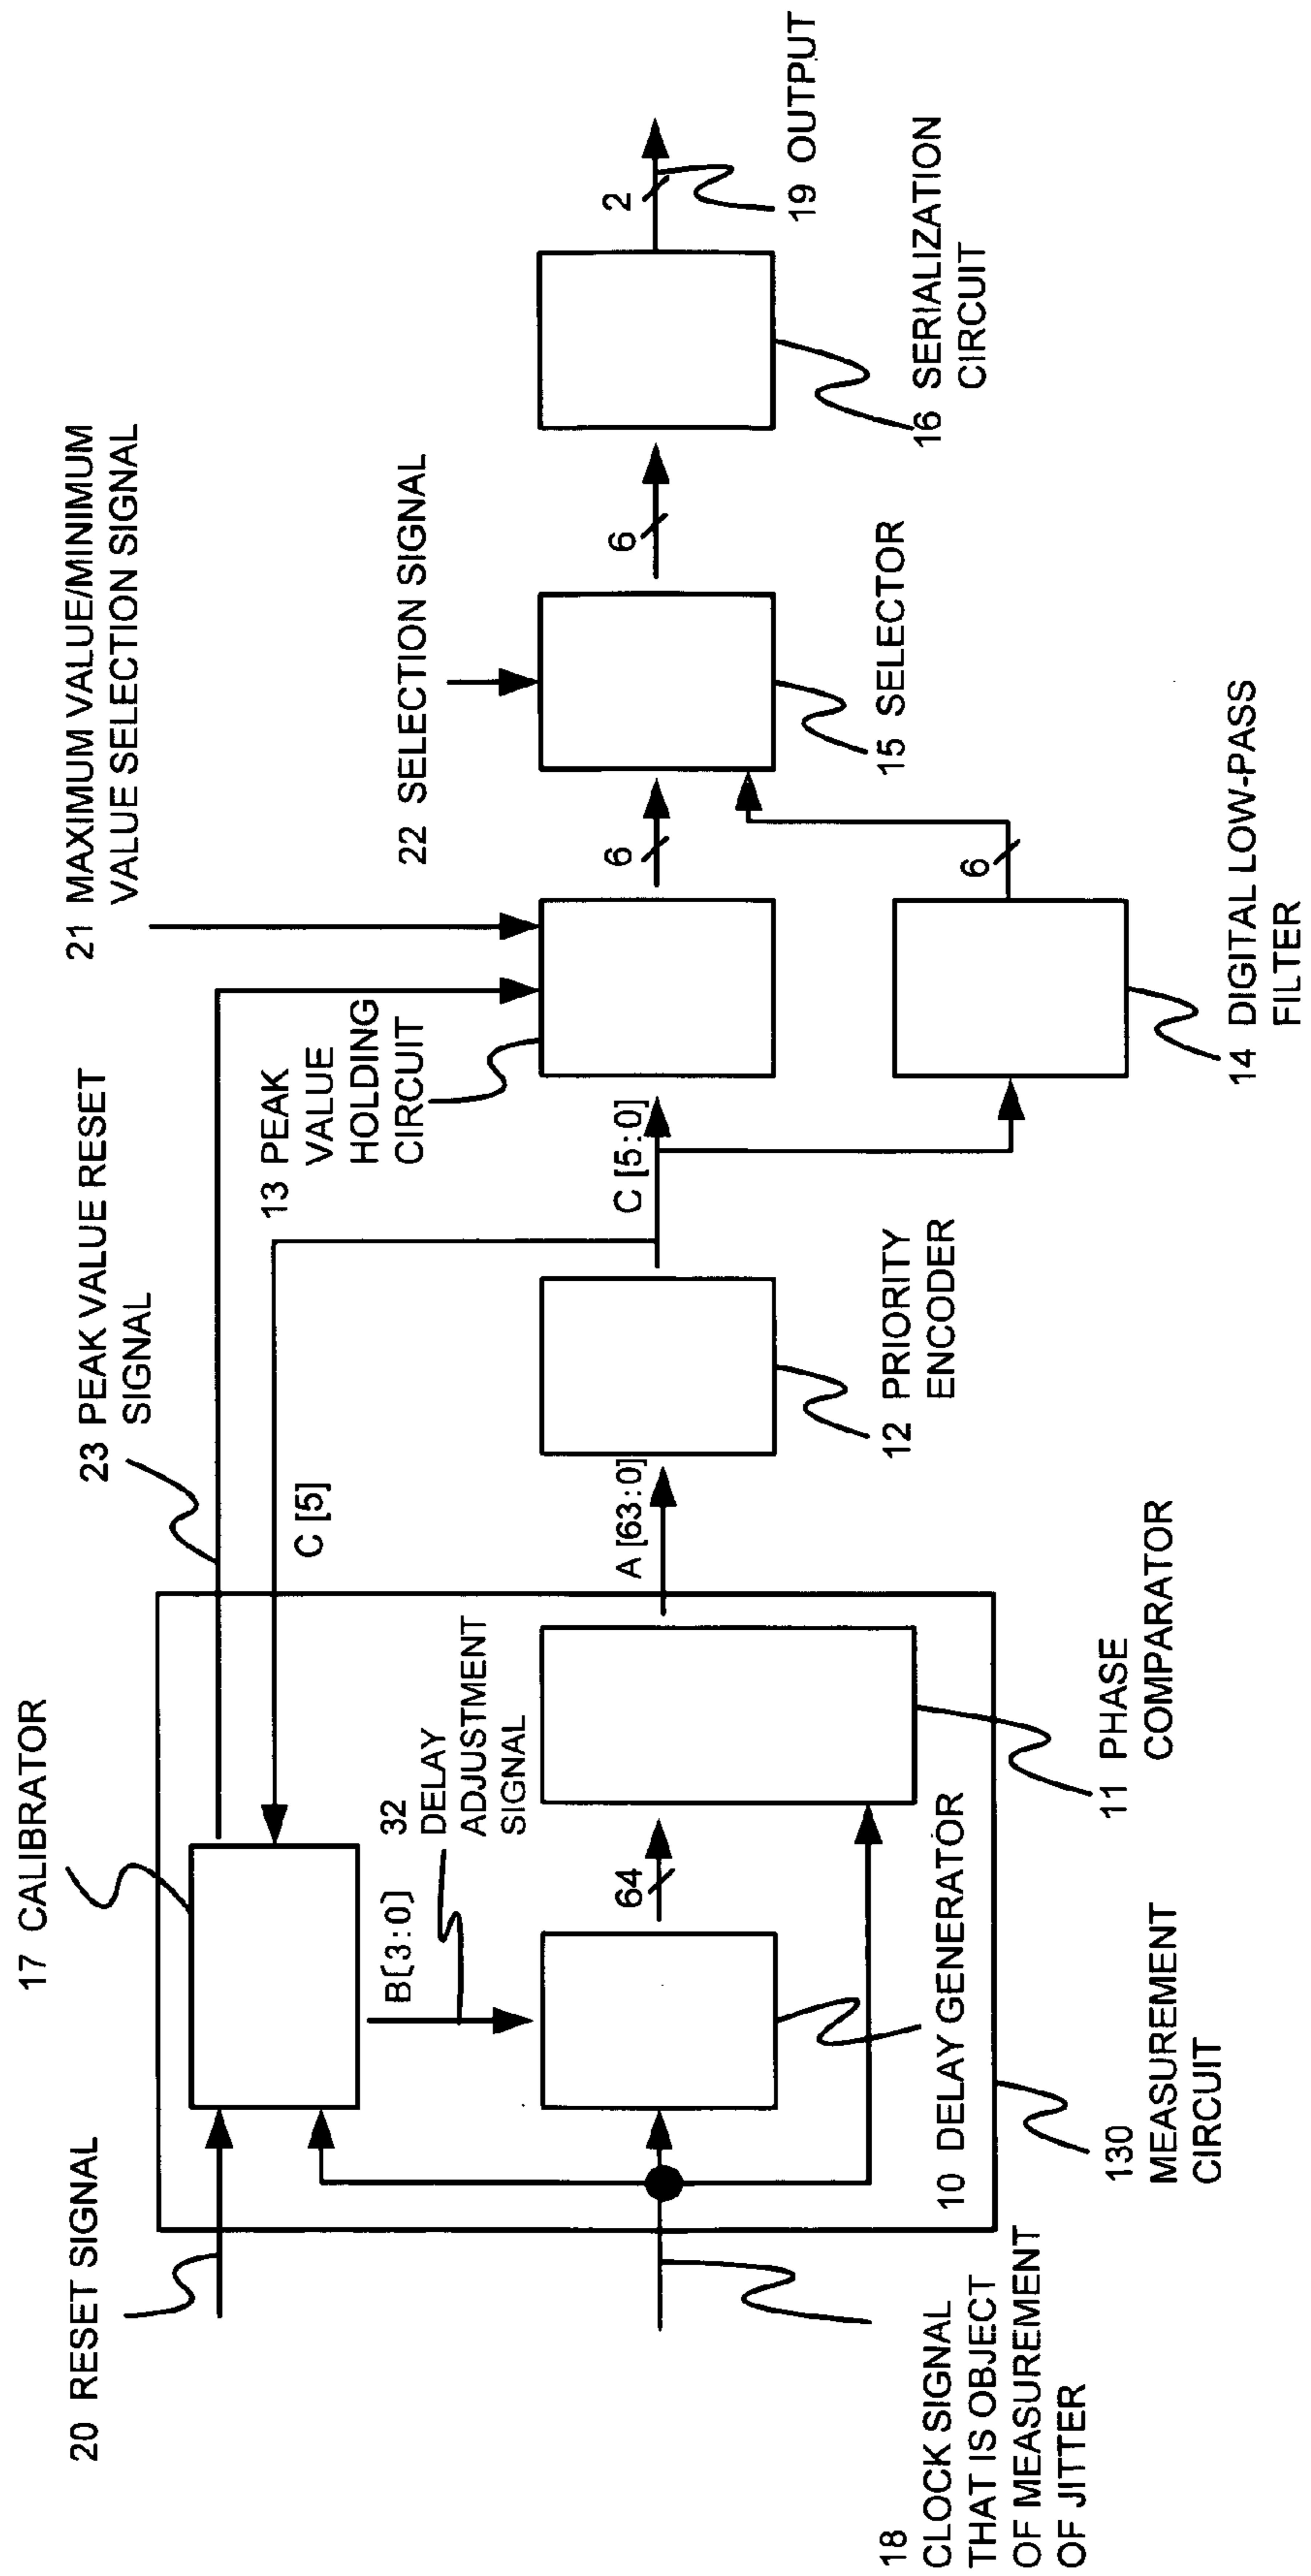 21 MAXIMUM VALUE/MINIMUM
VALUE SELECTION SIGNAL
23 PEAK VALUE RESET
SIGNAL
22 SELECTION SIGNAL
17 CALIBRATOR
20 RESET SIGNAL
C [5]
13 PEAK
VALUE
HOLDING
CIRCUIT
B[3:0]
32
DELAY
ADJUSTMENT
SIGNAL
64
A [63:0]
C [5:0]
6
6
2
19 OUTPUT
18
CLOCK SIGNAL
THAT IS OBJECT
OF MEASUREMENT
OF JITTER
10 DELAY GENERATOR
12 PRIORITY
ENCODER
15 SELECTOR
16 SERIALIZATION
CIRCUIT
6
130
MEASUREMENT
CIRCUIT
11 PHASE
COMPARATOR
14 DIGITAL LOW-PASS
FILTER